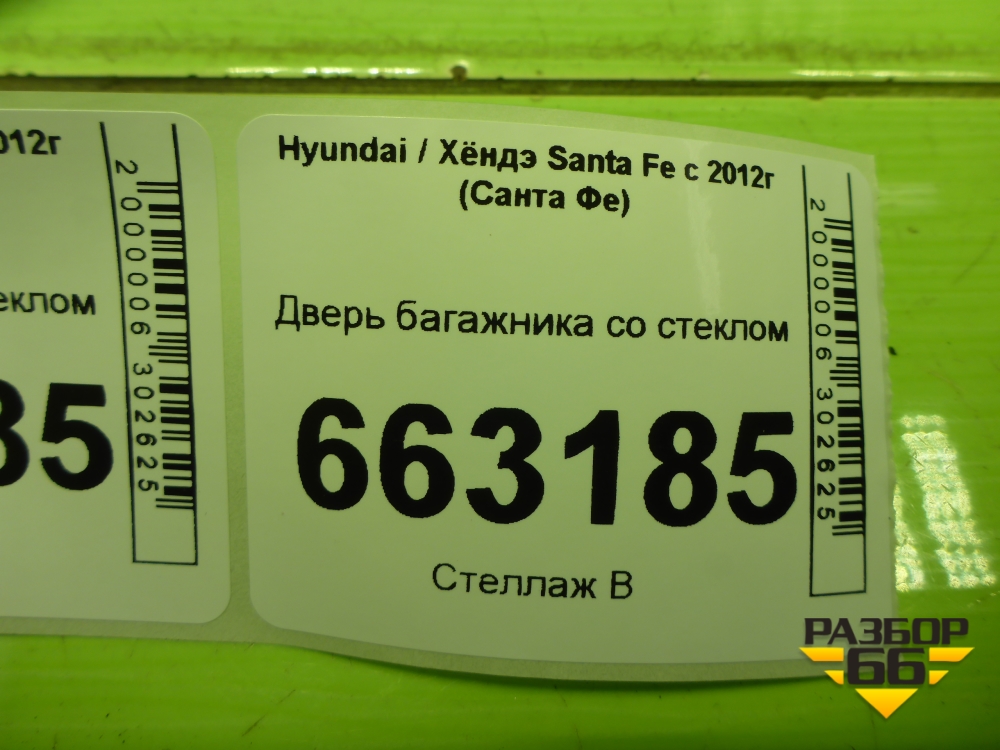 012г
еклом
85
2000006302625
Hyundai / Хёндэ Santa Fe с 2012г
(Санта Фе)
Дверь багажника со стеклом
663185
Стеллаж В
2000006302625
РАЗБОР
66